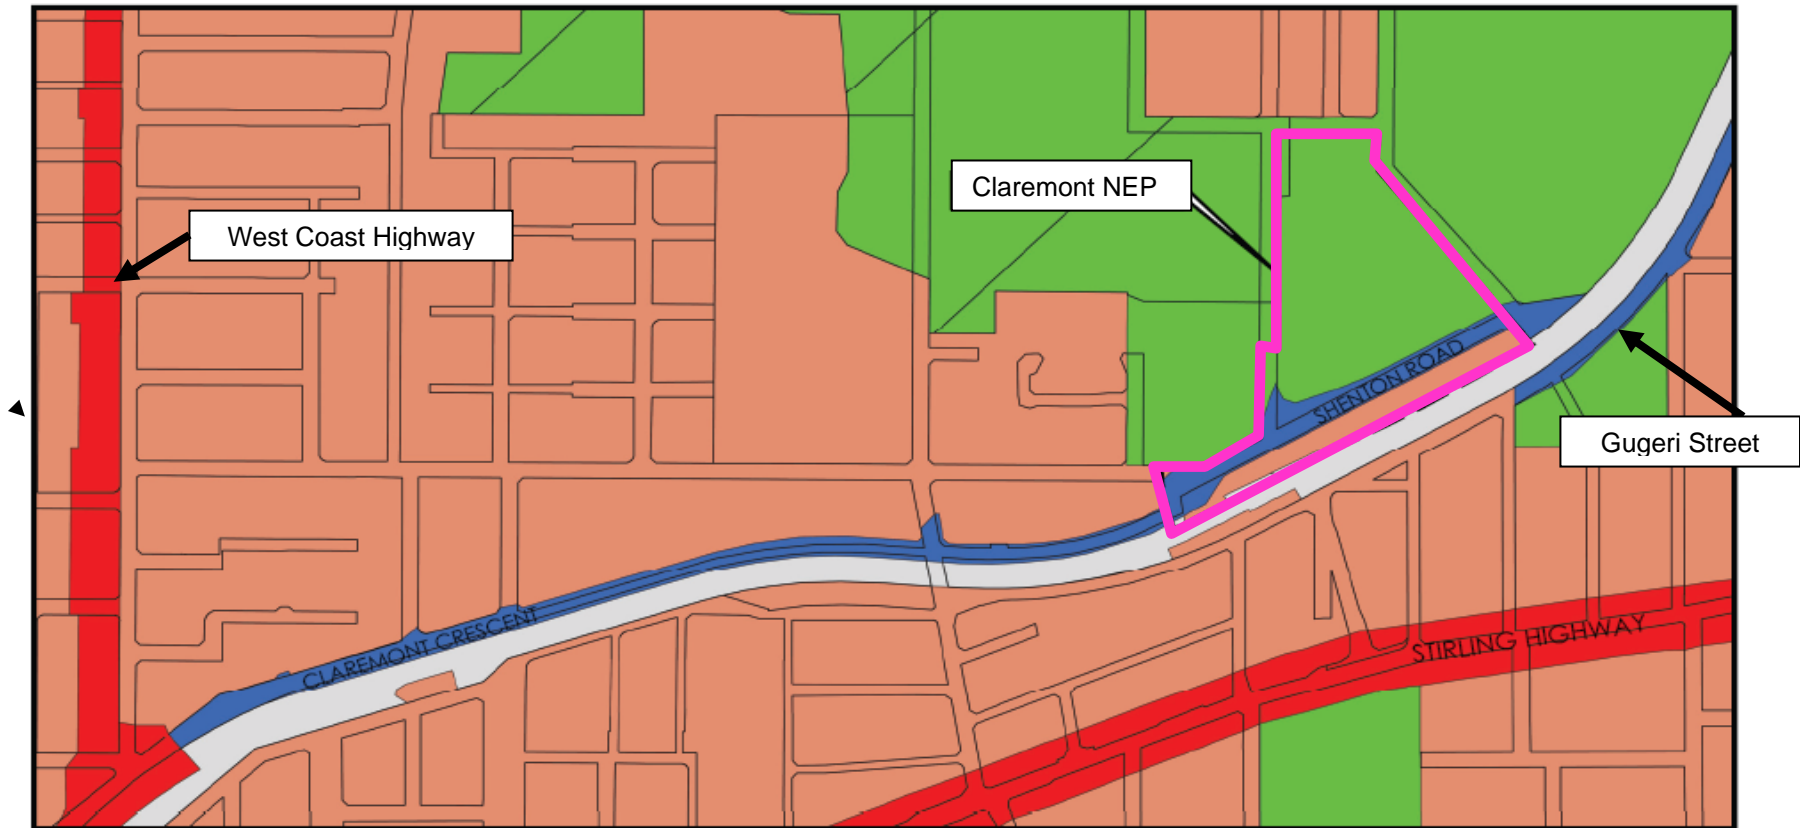 Claremont NEP
West Coast Highway
SHENTON ROAD
Gugeri Street
CLAREMONT CRESCENT
STIRLING HIGHWAY